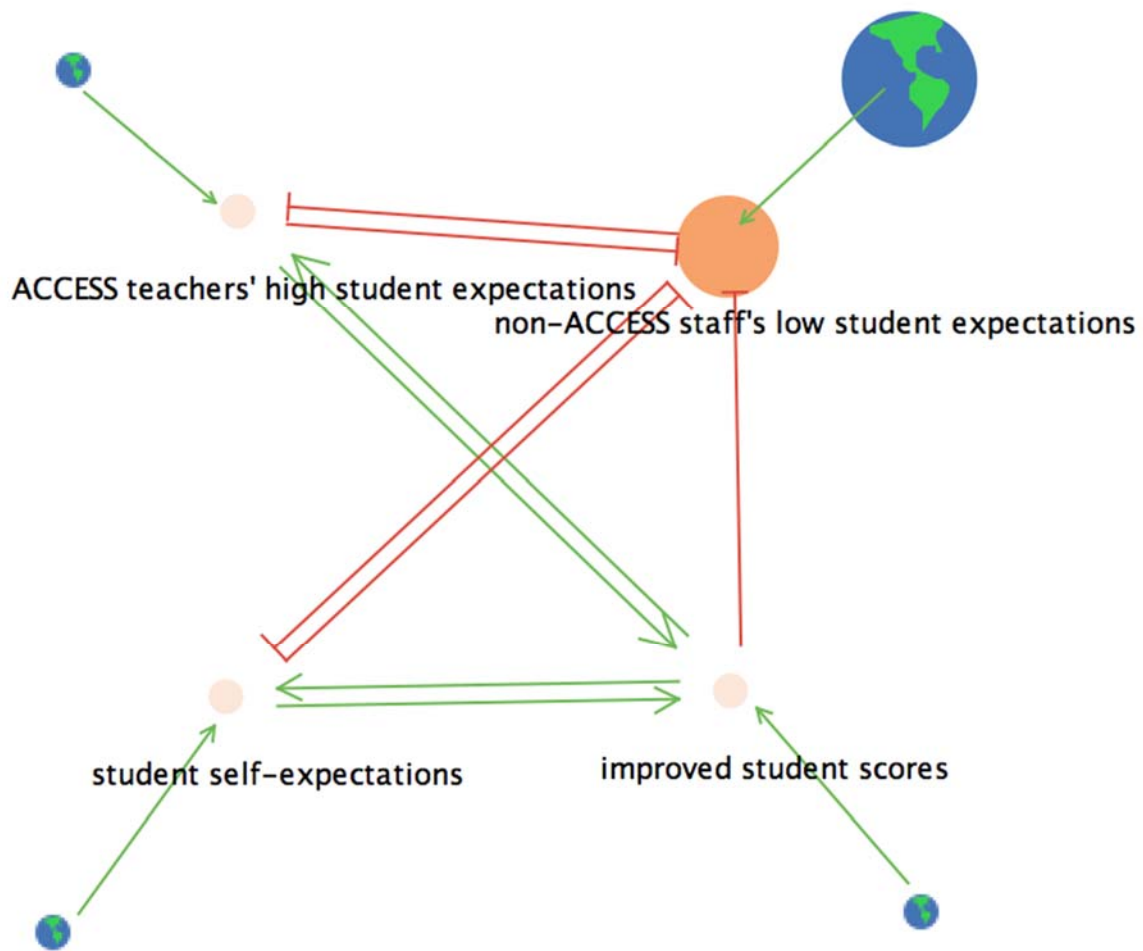 ACCESS teachers' high student expectations
non-ACCESS staff's low student expectations
student self-expectations
improved student scores